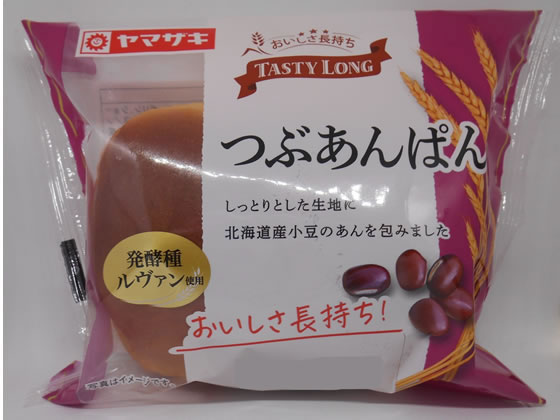 ヤマザキ
おいしさ長持ち
TASTY LONG
つぶあんぱん
しっとりとした生地に
北海道産小豆のあんを包みました
発酵種
ルヴァン使用
おいしさ長持ち!
写真はイメージです。